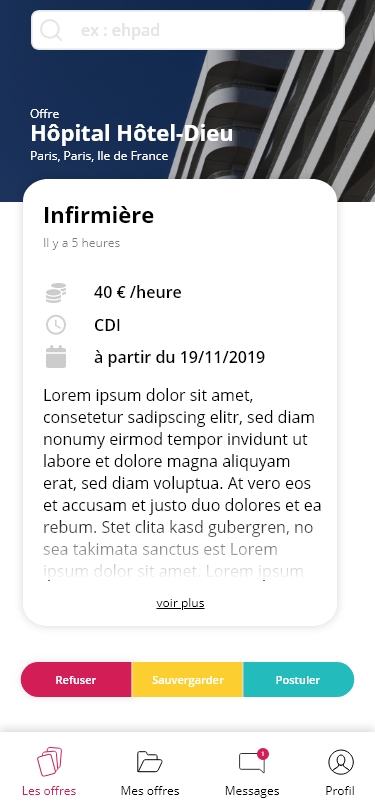 ex : ehpad
Offre
Hôpital Hôtel-Dieu
Paris, Paris, Ile de France
Infirmière
Il y a 5 heures
40 € /heure
CDI
à partir du 19/11/2019
Lorem ipsum dolor sit amet,
consetetur sadipscing elitr, sed diam
nonumy eirmod tempor invidunt ut
labore et dolore magna aliquyam
erat, sed diam voluptua. At vero eos
et accusam et justo duo dolores et ea
rebum. Stet clita kasd gubergren, no
sea takimata sanctus est Lorem
ipsum dolor sit amet. Lorem ipsum
voir plus
Refuser Sauvergarder Postuler
1
Les offres Mes offres Messages Profil